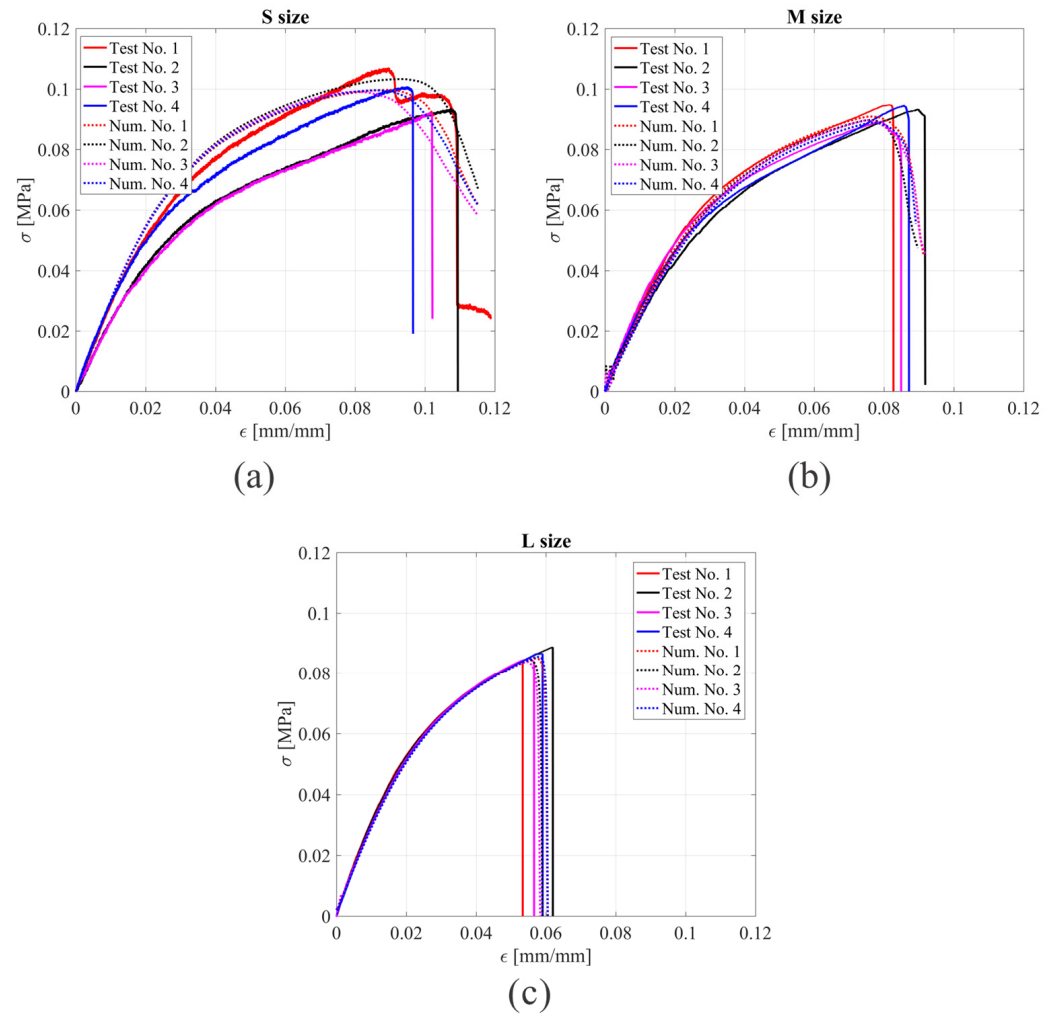 S size
0.12
0.1
0.08
0.06
0.04
0.02
0
σ [MPa]
Test No. 1
Test No. 2
Test No. 3
Test No. 4
Num. No. 1
Num. No. 2
Num. No. 3
Num. No. 4
0 0.02 0.04 0.06 0.08 0.1 0.12
ϵ [mm/mm]
(a)
M size
0.12
0.1
0.08
0.06
0.04
0.02
0
σ [MPa]
Test No. 1
Test No. 2
Test No. 3
Test No. 4
Num. No. 1
Num. No. 2
Num. No. 3
Num. No. 4
0 0.02 0.04 0.06 0.08 0.1 0.12
ϵ [mm/mm]
(b)
L size
0.12
0.1
0.08
0.06
0.04
0.02
0
σ [MPa]
Test No. 1
Test No. 2
Test No. 3
Test No. 4
Num. No. 1
Num. No. 2
Num. No. 3
Num. No. 4
0 0.02 0.04 0.06 0.08 0.1 0.12
ϵ [mm/mm]
(c)